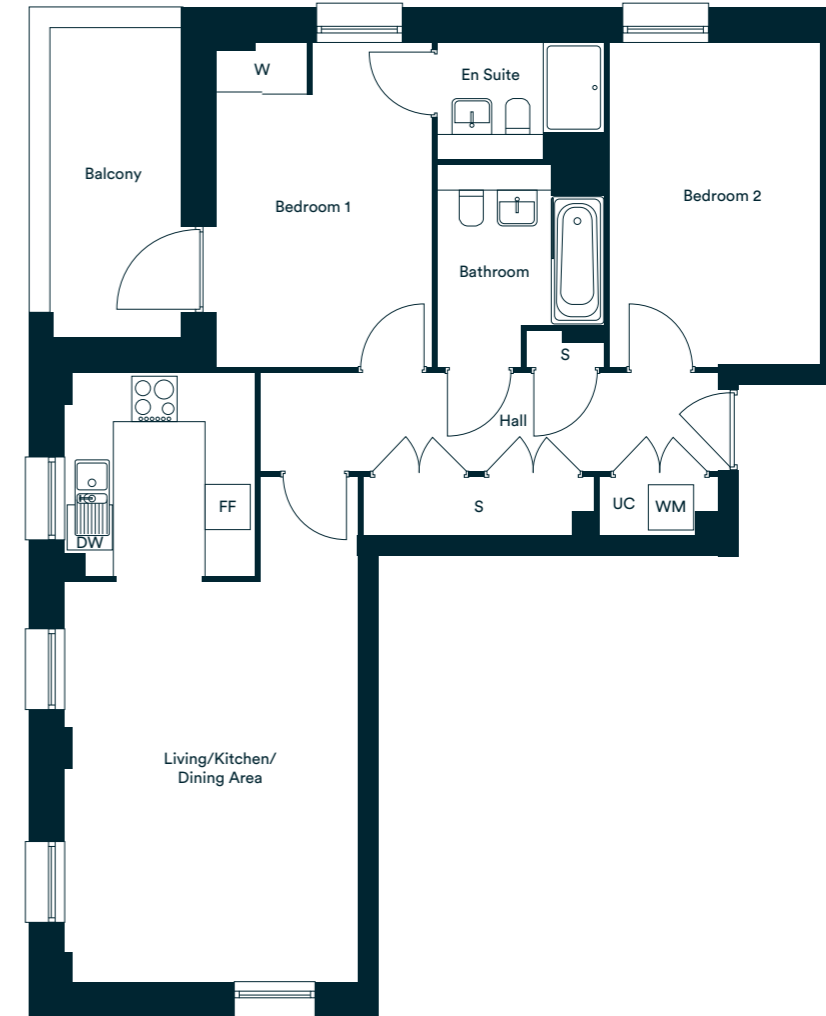 W
En Suite
Balcony
Bedroom 1
Bedroom 2
Bathroom
S
Hall
FF
S
UC
WM
DW
Living/Kitchen/
Dining Area